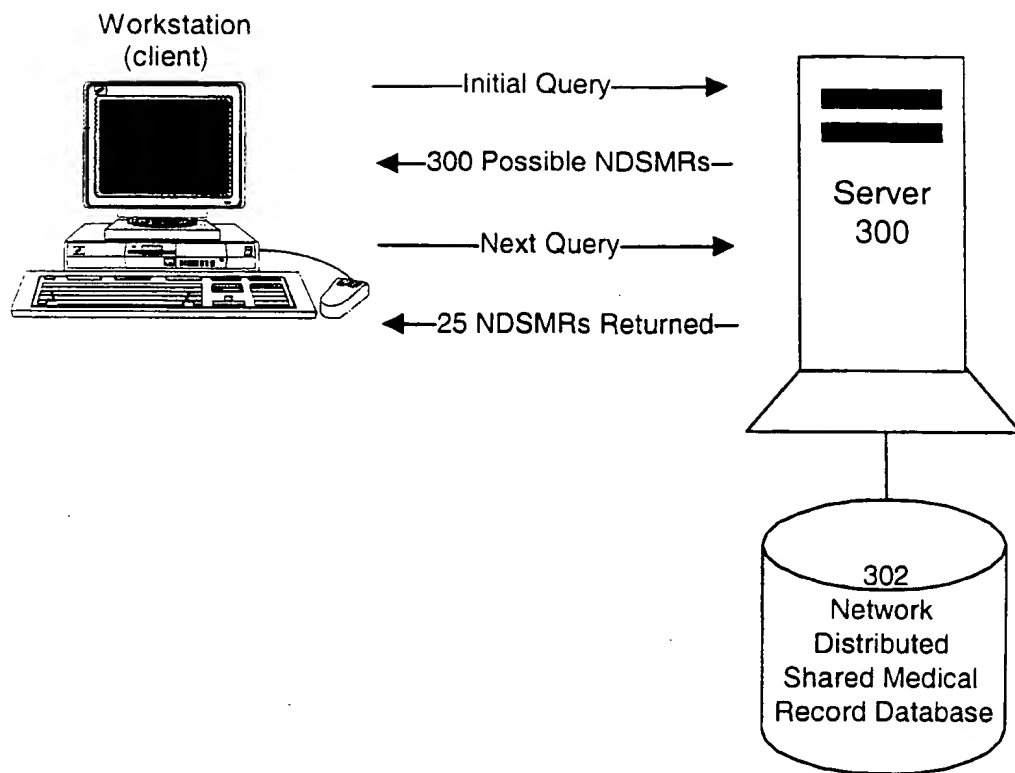 Workstation
(client)
Initial Query
300 Possible NDSMRs
Next Query
25 NDSMRs Returned
Server
300
302
Network
Distributed
Shared Medical
Record Database